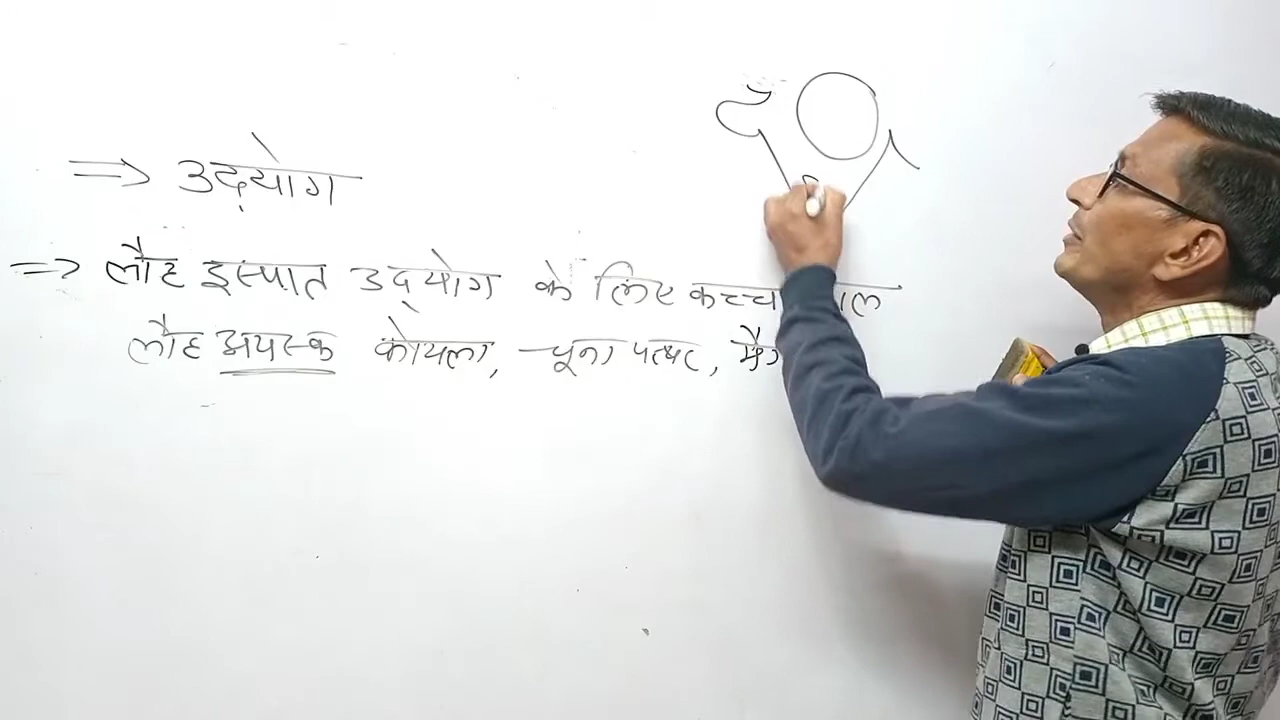 => उद्योग
=> लौह इस्पात उद्योग के लिए कच्चा
लौह अयस्क कोयला, चूना पत्थर,